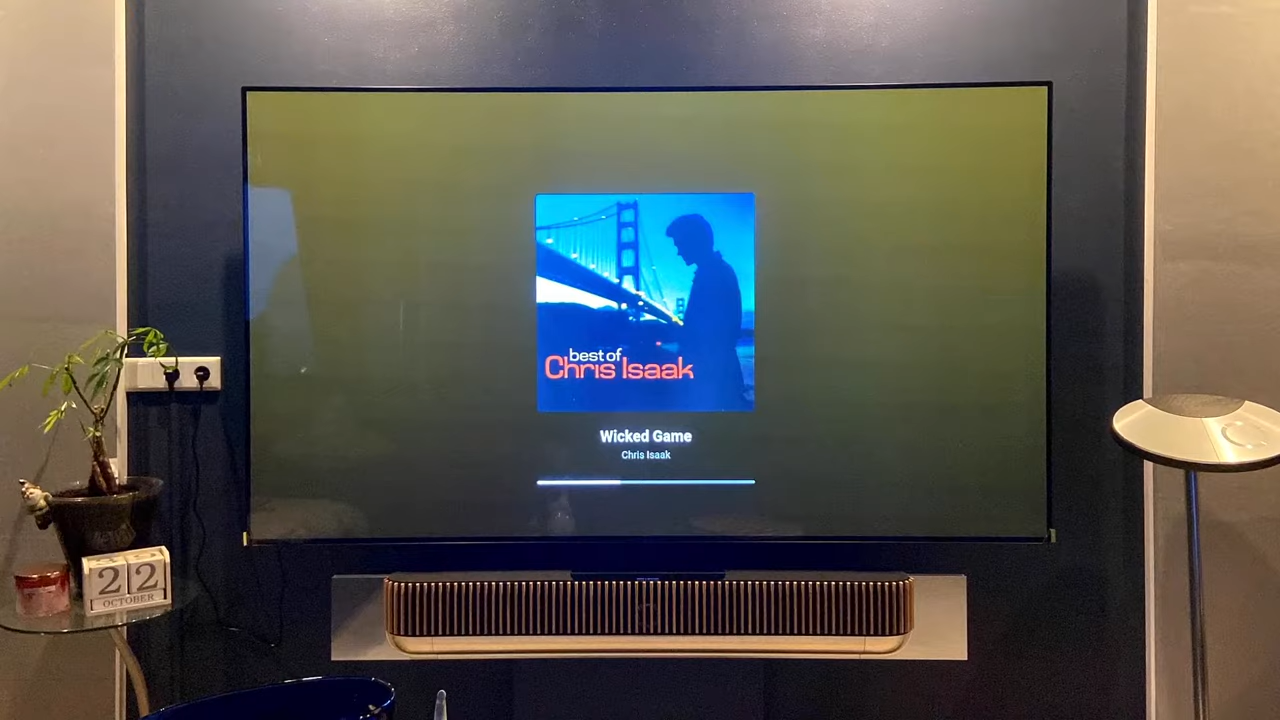 best of
Chris Isaak
Wicked Game
Chris Isaak
22
OCTOBER